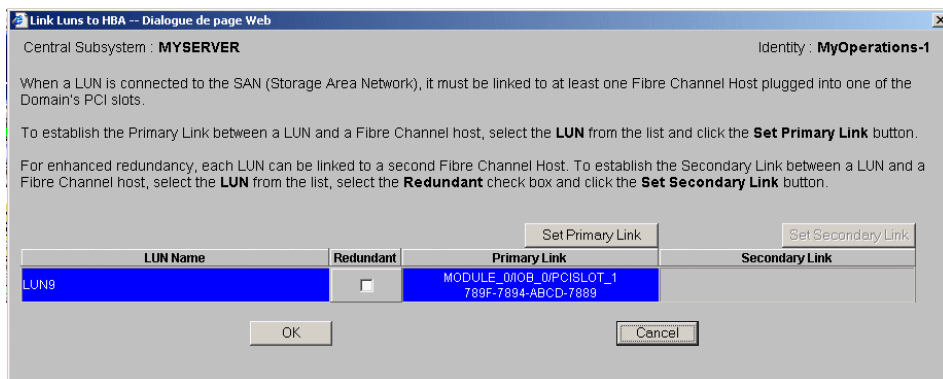 Link Luns to HBA -- Dialogue de page Web
Central Subsystem : MYSERVER Identity : MyOperations-1
When a LUN is connected to the SAN (Storage Area Network), it must be linked to at least one Fibre Channel Host plugged into one of the
Domain's PCI slots.
To establish the Primary Link between a LUN and a Fibre Channel host, select the LUN from the list and click the Set Primary Link button.
For enhanced redundancy, each LUN can be linked to a second Fibre Channel Host. To establish the Secondary Link between a LUN and a
Fibre Channel host, select the LUN from the list, select the Redundant check box and click the Set Secondary Link button.
Set Primary Link Set Secondary Link
LUN Name Redundant Primary Link Secondary Link
LUN9 MODULE_0/IOB_0/PCISLOT_1
789F-7894-ABCD-7889
OK Cancel